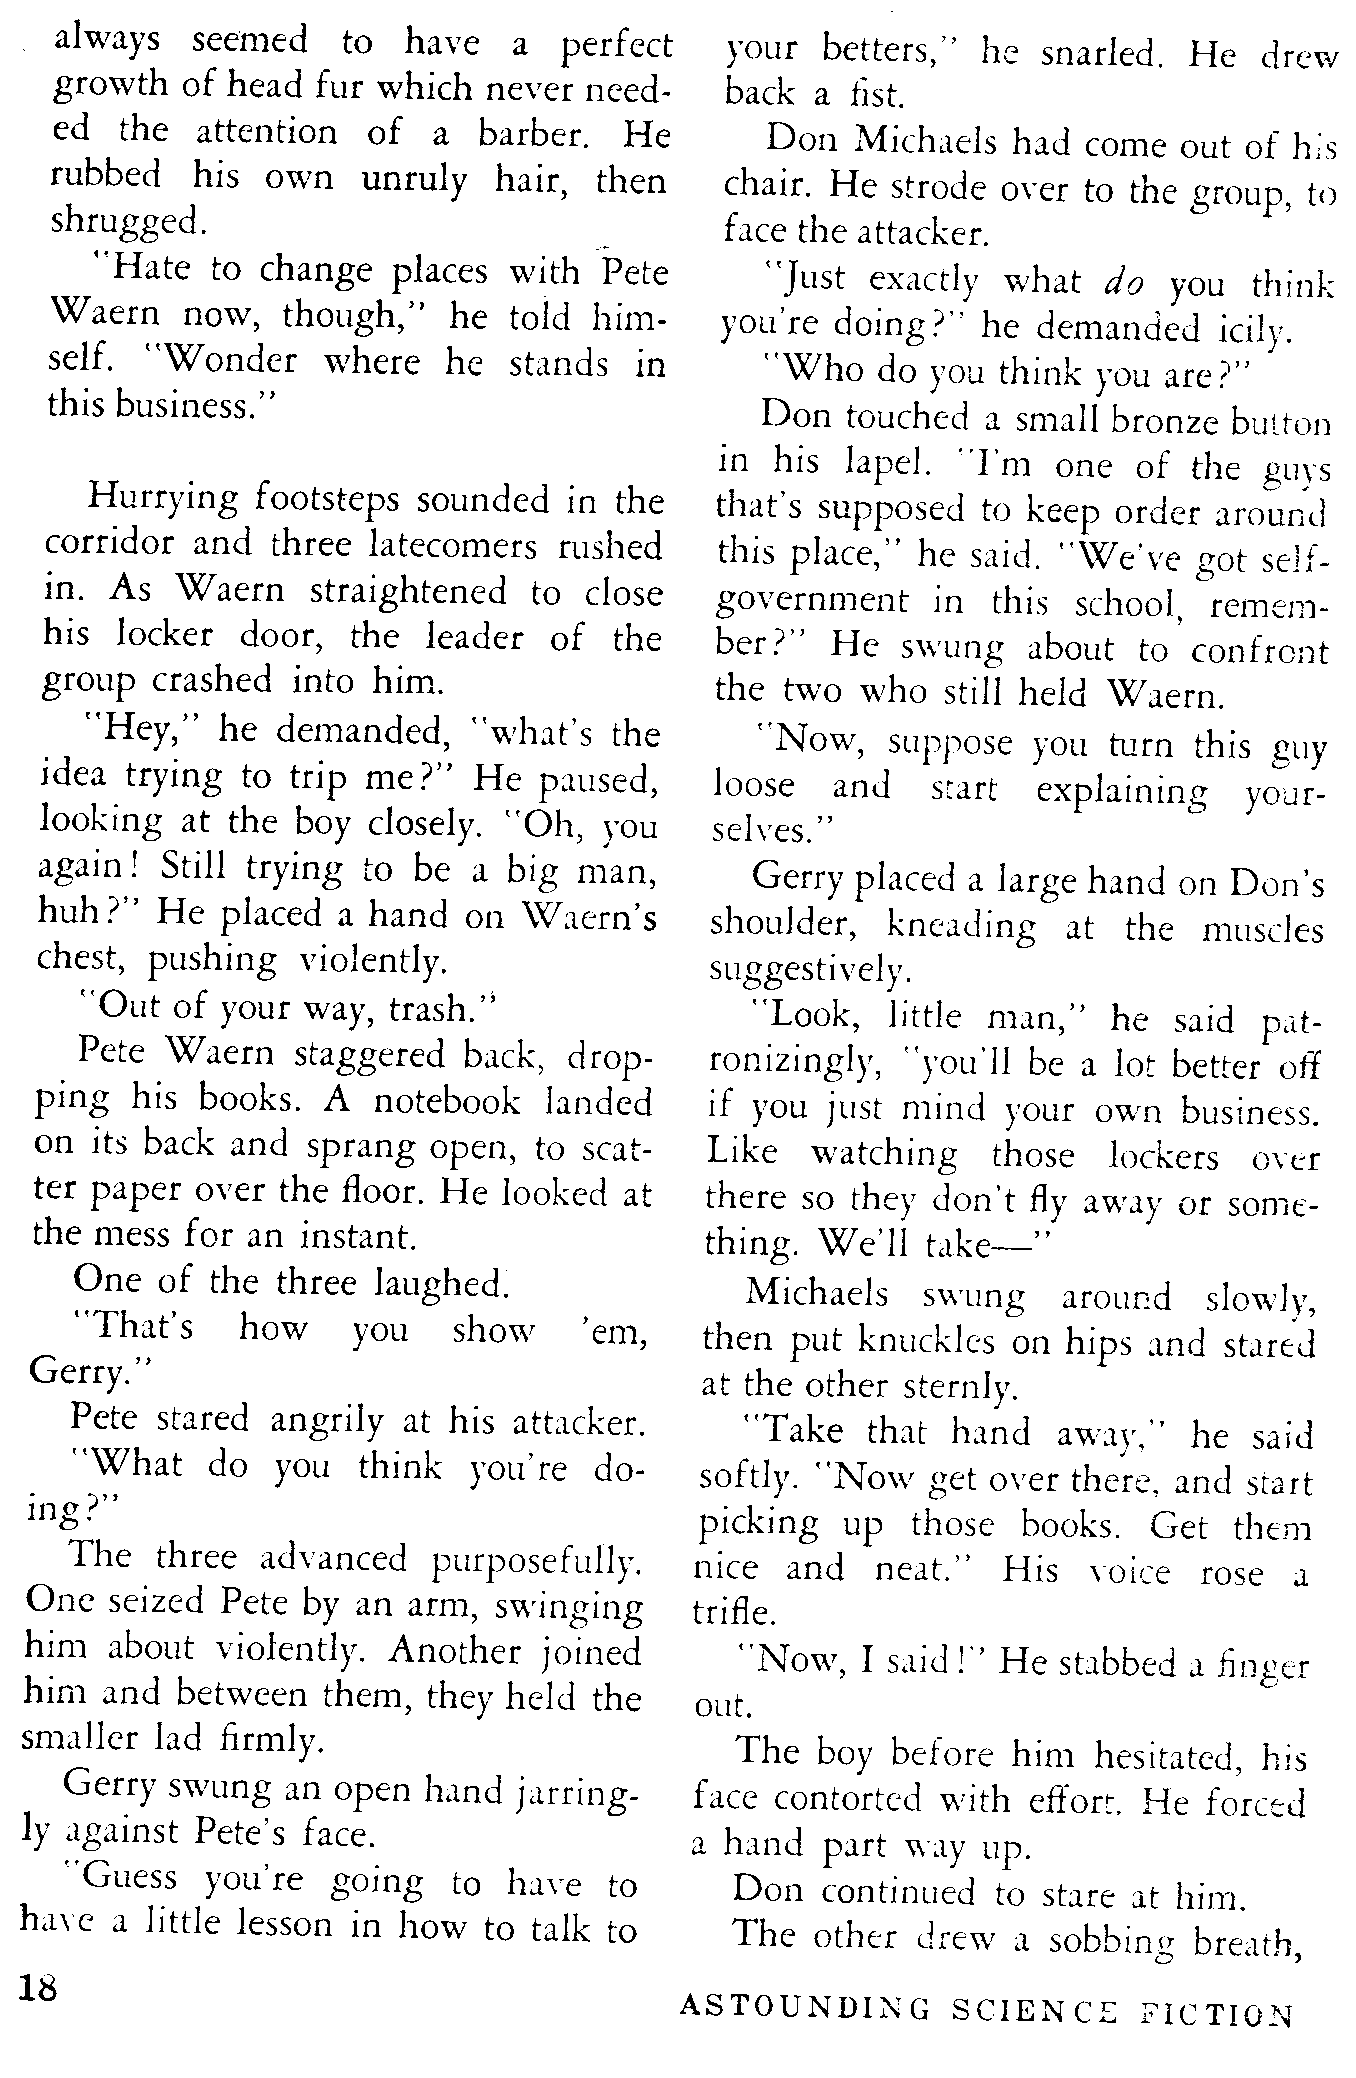 always seemed to have a perfect
growth of head fur which never need-
ed the attention of a barber. He
rubbed his own unruly hair, then
shrugged.
"Hate to change places with Pete
Waern now, though," he told him-
self. "Wonder where he stands in
this business."
Hurrying footsteps sounded in the
corridor and three latecomers rushed
in. As Waern straightened to close
his locker door, the leader of the
group crashed into him.
"Hey," he demanded, "what's the
idea trying to trip me?" He paused,
looking at the boy closely. "Oh, you
again! Still trying to be a big man,
huh?" He placed a hand on Waern's
chest, pushing violently.
"Out of your way, trash."
Pete Waern staggered back, drop-
ping his books. A notebook landed
on its back and sprang open, to scat-
ter paper over the floor. He looked at
the mess for an instant.
One of the three laughed.
"That's how you show 'em,
Gerry."
Pete stared angrily at his attacker.
"What do you think you're do-
ing?"
The three advanced purposefully.
One seized Pete by an arm, swinging
him about violently. Another joined
him and between them, they held the
smaller lad firmly.
Gerry swung an open hand jarring-
ly against Pete's face.
"Guess you're going to have to
have a little lesson in how to talk to
your betters," he snarled. He drew
back a fist.
Don Michaels had come out of his
chair. He strode over to the group, to
face the attacker.
"Just exactly what do you think
you're doing?" he demanded icily.
"Who do you think you are?"
Don touched a small bronze button
in his lapel. "I'm one of the guys
that's supposed to keep order around
this place," he said. "We've got self-
government in this school, remem-
ber?" He swung about to confront
the two who still held Waern.
"Now, suppose you turn this guy
loose and start explaining your-
selves."
Gerry placed a large hand on Don's
shoulder, kneading at the muscles
suggestively.
"Look, little man," he said pat-
ronizingly, "you'll be a lot better off
if you just mind your own business.
Like watching those lockers over
there so they don't fly away or some-
thing. We'll take—"
Michaels swung around slowly,
then put knuckles on hips and stared
at the other sternly.
"Take that hand away," he said
softly. "Now get over there, and start
picking up those books. Get them
nice and neat." His voice rose a
trifle.
"Now, I said!" He stabbed a finger
out.
The boy before him hesitated, his
face contorted with effort. He forced
a hand part way up.
Don continued to stare at him.
The other drew a sobbing breath,
18
ASTOUNDING SCIENCE FICTION